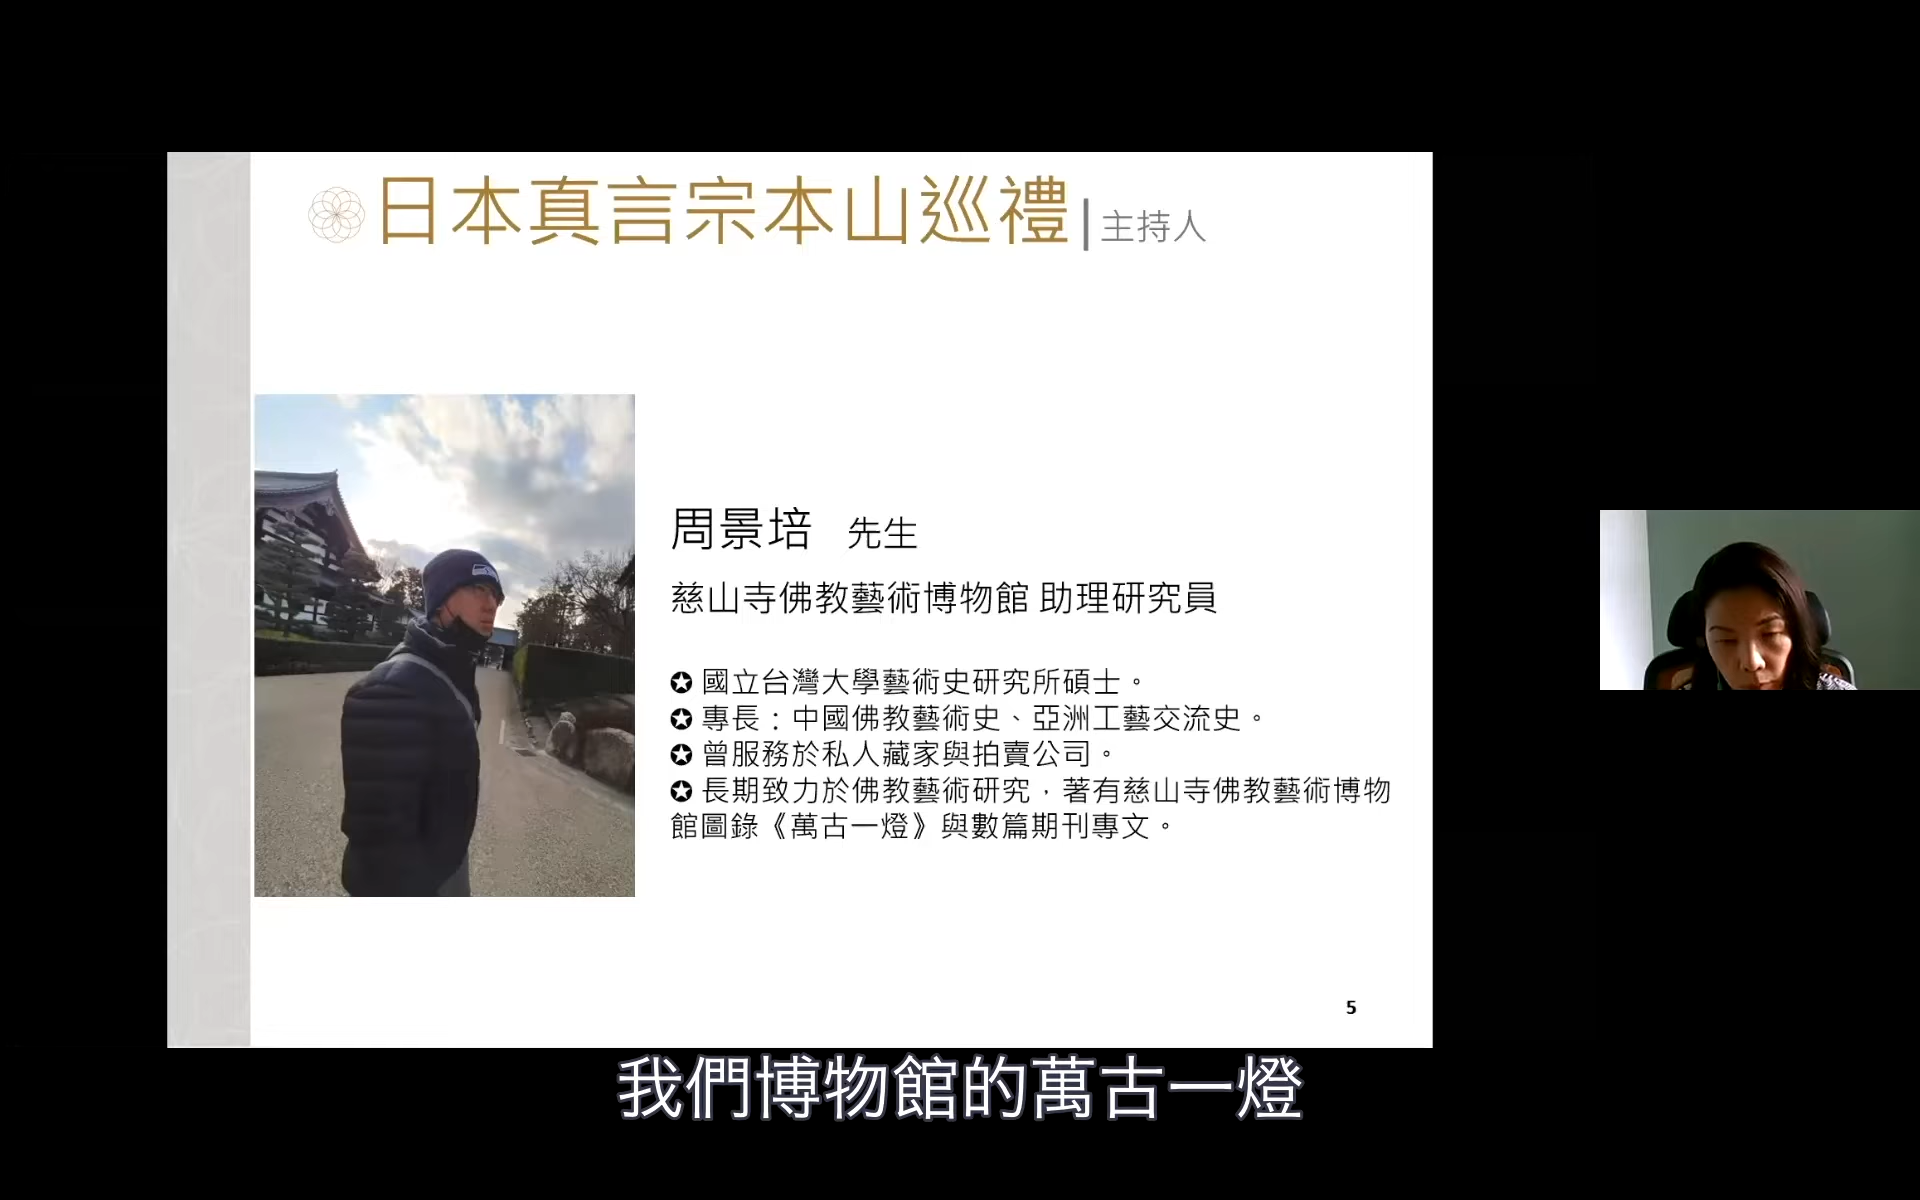 日本真言宗本山巡禮|主持人
周景培 先生
慈山寺佛教藝術博物館 助理研究員
✪ 國立台灣大學藝術史研究所碩士。
✪ 專長：中國佛教藝術史、亞洲工藝交流史。
✪ 曾服務於私人藏家與拍賣公司。
✪ 長期致力於佛教藝術研究，著有慈山寺佛教藝術博物
館圖錄《萬古一燈》與數篇期刊專文。
5
我們博物館的萬古一燈